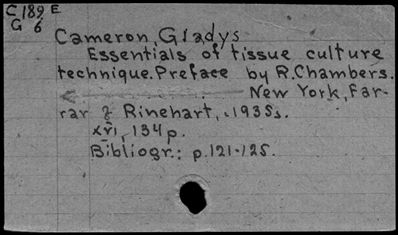 C 189 E
G 6
Cameron, Gladys
Essentials of tissue culture
technique. Preface by R. Chambers.
New York, Far-
rar & Rinehart, c1935.
xvi, 134 p.
Bibliogr.: p. 121-125.